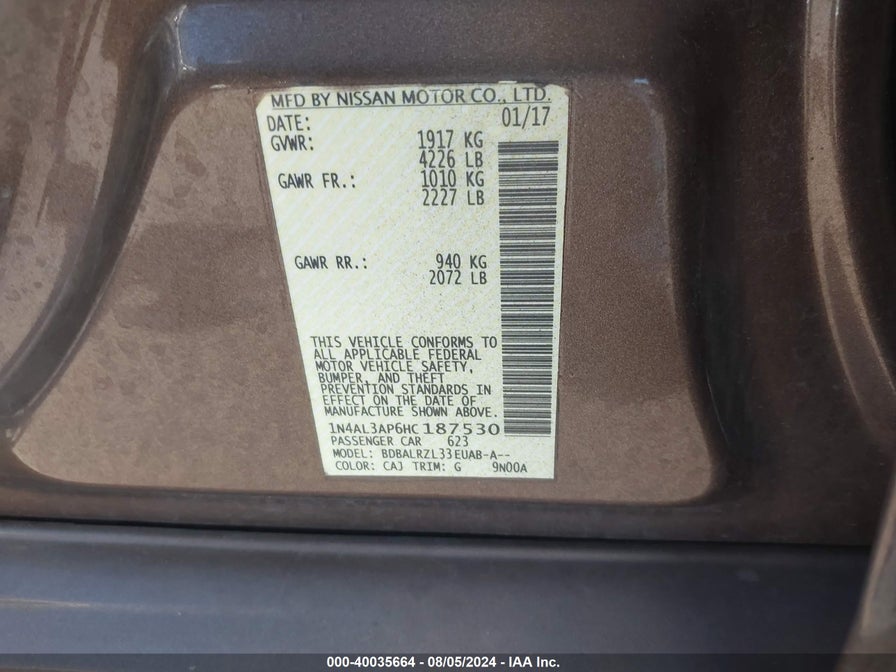 MFD BY NISSAN MOTOR CO., LTD.
DATE: 01/17
GVWR: 1917 KG
4226 LB
GAWR FR.: 1010 KG
2227 LB
GAWR RR.: 940 KG
2072 LB
THIS VEHICLE CONFORMS TO
ALL APPLICABLE FEDERAL
MOTOR VEHICLE SAFETY,
BUMPER, AND THEFT
PREVENTION STANDARDS IN
EFFECT ON THE DATE OF
MANUFACTURE SHOWN ABOVE.
1N4AL3AP6HC187530
PASSENGER CAR 623
MODEL: BDBALRZL33EUAB-A--
COLOR: CAJ TRIM: G 9N00A
000-40035664 - 08/05/2024 - IAA Inc.